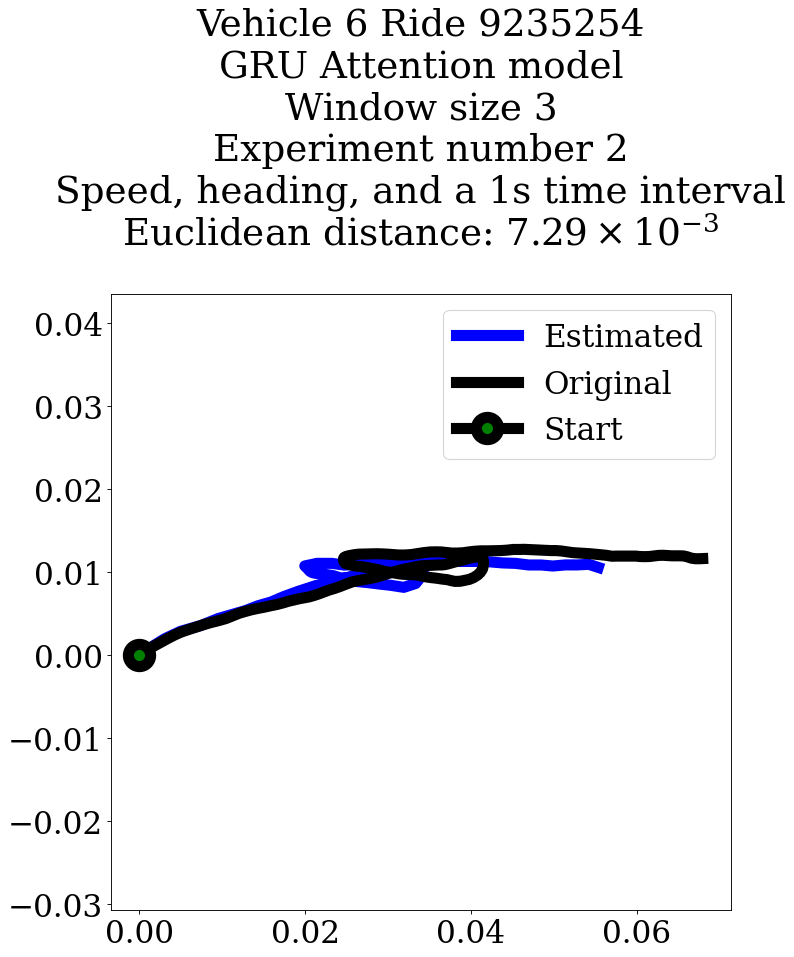 Vehicle 6 Ride 9235254
GRU Attention model
Window size 3
Experiment number 2
Speed, heading, and a 1s time interval
Euclidean distance: 7.29 × 10⁻³
Estimated
Original
Start
0.04
0.03
0.02
0.01
0.00
−0.01
−0.02
−0.03
0.00 0.02 0.04 0.06